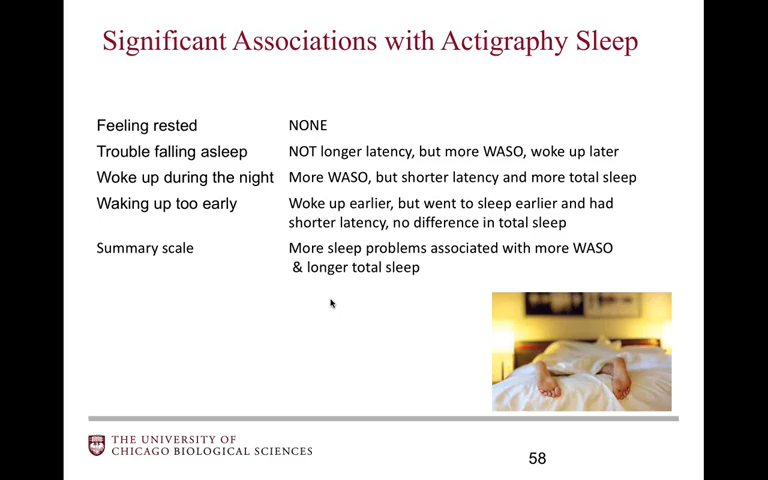 Significant Associations with Actigraphy Sleep
Feeling rested NONE
Trouble falling asleep NOT longer latency, but more WASO, woke up later
Woke up during the night More WASO, but shorter latency and more total sleep
Waking up too early Woke up earlier, but went to sleep earlier and had
shorter latency, no difference in total sleep
Summary scale More sleep problems associated with more WASO
& longer total sleep
THE UNIVERSITY OF
CHICAGO BIOLOGICAL SCIENCES
58